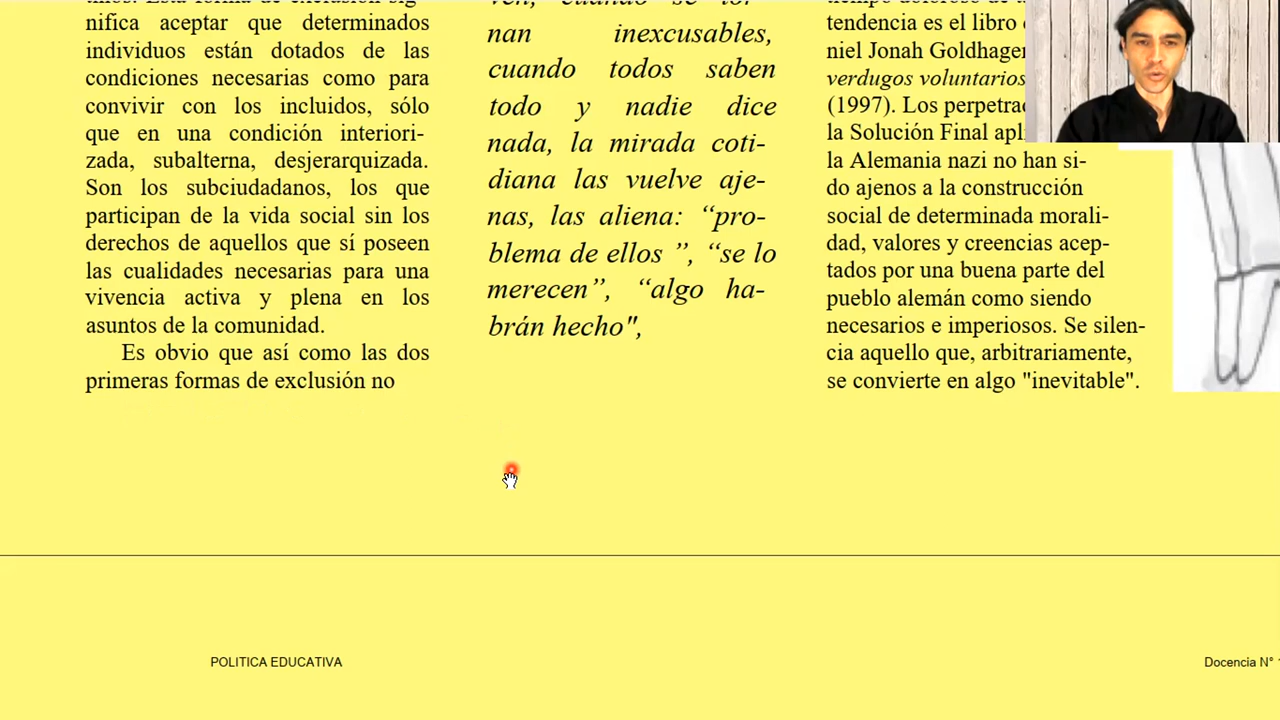 nifica aceptar que determinados
individuos están dotados de las
condiciones necesarias como para
convivir con los incluidos, sólo
que en una condición interiori-
zada, subalterna, desjerarquizada.
Son los subciudadanos, los que
participan de la vida social sin los
derechos de aquellos que sí poseen
las cualidades necesarias para una
vivencia activa y plena en los
asuntos de la comunidad.
Es obvio que así como las dos
primeras formas de exclusión no
nan inexcusables,
cuando todos saben
todo y nadie dice
nada, la mirada coti-
diana las vuelve aje-
nas, las aliena: “pro-
blema de ellos ”, “se lo
merecen”, “algo ha-
brán hecho",
tendencia es el libro
niel Jonah Goldhagen
verdugos voluntarios
(1997). Los
la Solución Final
la Alemania nazi no han si-
do ajenos a la construcción
social de determinada morali-
dad, valores y creencias acep-
tados por una buena parte del
pueblo alemán como siendo
necesarios e imperiosos. Se silen-
cia aquello que, arbitrariamente,
se convierte en algo "inevitable".
POLITICA EDUCATIVA
Docencia N°